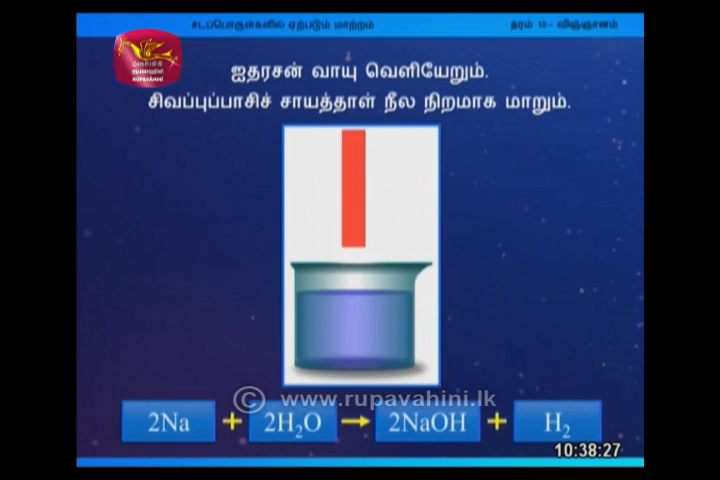 சடப்பொருள்களில் ஏற்படும் மாற்றம்
தரம் 10 – விஞ்ஞானம்
RUPAVAHINI
ஐதரசன் வாயு வெளியேறும்.
சிவப்புப்பாசிச் சாயத்தாள் நீல நிறமாக மாறும்.
© www.rupavahini.lk
2Na + 2H₂O → 2NaOH + H₂
10:38:27